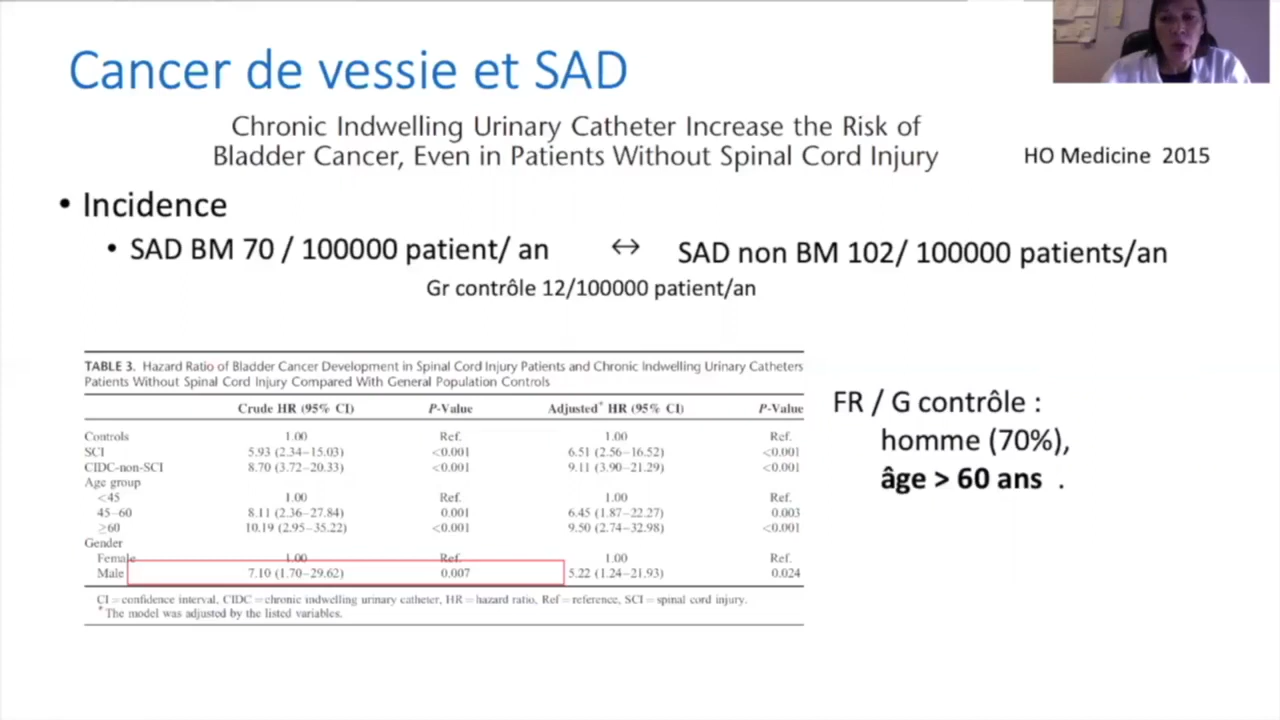 Cancer de vessie et SAD
Chronic Indwelling Urinary Catheter Increase the Risk of
Bladder Cancer, Even in Patients Without Spinal Cord Injury
HO Medicine 2015
• Incidence
• SAD BM 70 / 100000 patient/ an ↔ SAD non BM 102/ 100000 patients/an
Gr contrôle 12/100000 patient/an
TABLE 3. Hazard Ratio of Bladder Cancer Development in Spinal Cord Injury Patients and Chronic Indwelling Urinary Catheters
Patients Without Spinal Cord Injury Compared With General Population Controls
Crude HR (95% CI) P-Value Adjusted* HR (95% CI) P-Value
Controls 1.00 Ref. 1.00 Ref.
SCI 5.93 (2.34–15.03) <0.001 6.51 (2.56–16.52) <0.001
CIDC-non-SCI 8.70 (3.72–20.33) <0.001 9.11 (3.90–21.29) <0.001
Age group
<45 1.00 Ref. 1.00 Ref.
45–60 8.11 (2.36–27.84) 0.001 6.45 (1.87–22.27) 0.003
≥60 10.19 (2.95–35.22) <0.001 9.50 (2.74–32.98) <0.001
Gender
Female 1.00 Ref. 1.00 Ref.
Male 7.10 (1.70–29.62) 0.007 5.22 (1.24–21.93) 0.024
CI = confidence interval, CIDC = chronic indwelling urinary catheter, HR = hazard ratio, Ref = reference, SCI = spinal cord injury.
* The model was adjusted by the listed variables.
FR / G contrôle :
homme (70%),
âge > 60 ans .